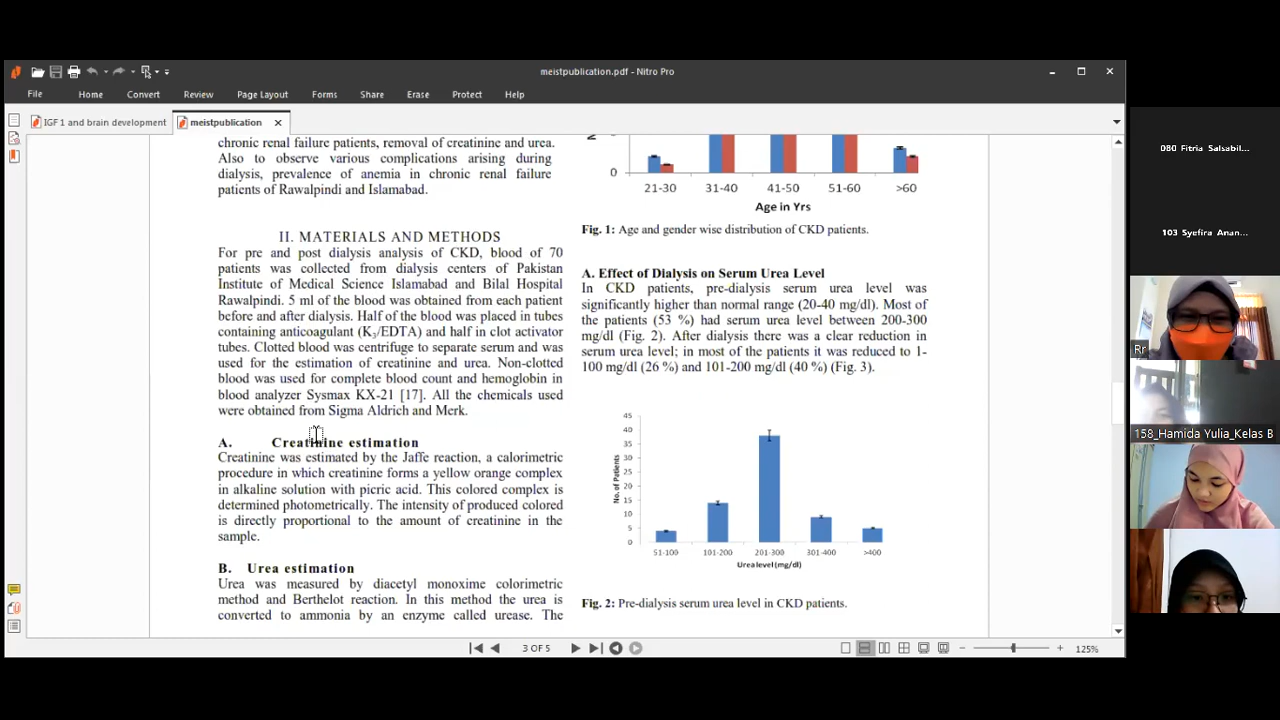 meistpublication.pdf - Nitro Pro
File Home Convert Review Page Layout Forms Share Erase Protect Help
IGF 1 and brain development
meistpublication
chronic renal failure patients, removal of creatinine and urea.
Also to observe various complications arising during
dialysis, prevalence of anemia in chronic renal failure
patients of Rawalpindi and Islamabad.
II. MATERIALS AND METHODS
For pre and post dialysis analysis of CKD, blood of 70
patients was collected from dialysis centers of Pakistan
Institute of Medical Science Islamabad and Bilal Hospital
Rawalpindi. 5 ml of the blood was obtained from each patient
before and after dialysis. Half of the blood was placed in tubes
containing anticoagulant (K₃/EDTA) and half in clot activator
tubes. Clotted blood was centrifuge to separate serum and was
used for the estimation of creatinine and urea. Non-clotted
blood was used for complete blood count and hemoglobin in
blood analyzer Sysmax KX-21 [17]. All the chemicals used
were obtained from Sigma Aldrich and Merk.
A. Creatinine estimation
Creatinine was estimated by the Jaffe reaction, a calorimetric
procedure in which creatinine forms a yellow orange complex
in alkaline solution with picric acid. This colored complex is
determined photometrically. The intensity of produced colored
is directly proportional to the amount of creatinine in the
sample.
B. Urea estimation
Urea was measured by diacetyl monoxime colorimetric
method and Berthelot reaction. In this method the urea is
converted to ammonia by an enzyme called urease. The
0
21-30 31-40 41-50 51-60 >60
Age in Yrs
Fig. 1: Age and gender wise distribution of CKD patients.
A. Effect of Dialysis on Serum Urea Level
In CKD patients, pre-dialysis serum urea level was
significantly higher than normal range (20-40 mg/dl). Most of
the patients (53 %) had serum urea level between 200-300
mg/dl (Fig. 2). After dialysis there was a clear reduction in
serum urea level; in most of the patients it was reduced to 1-
100 mg/dl (26 %) and 101-200 mg/dl (40 %) (Fig. 3).
45
40
35
30
25
20
15
10
5
0
No. of Patients
51-100 101-200 201-300 301-400 >400
Urea level (mg/dl)
Fig. 2: Pre-dialysis serum urea level in CKD patients.
3 OF 5
125%
080 Fitria Salsabil...
103 Syefira Anan...
Rr
158_Hamida Yulia_Kelas B